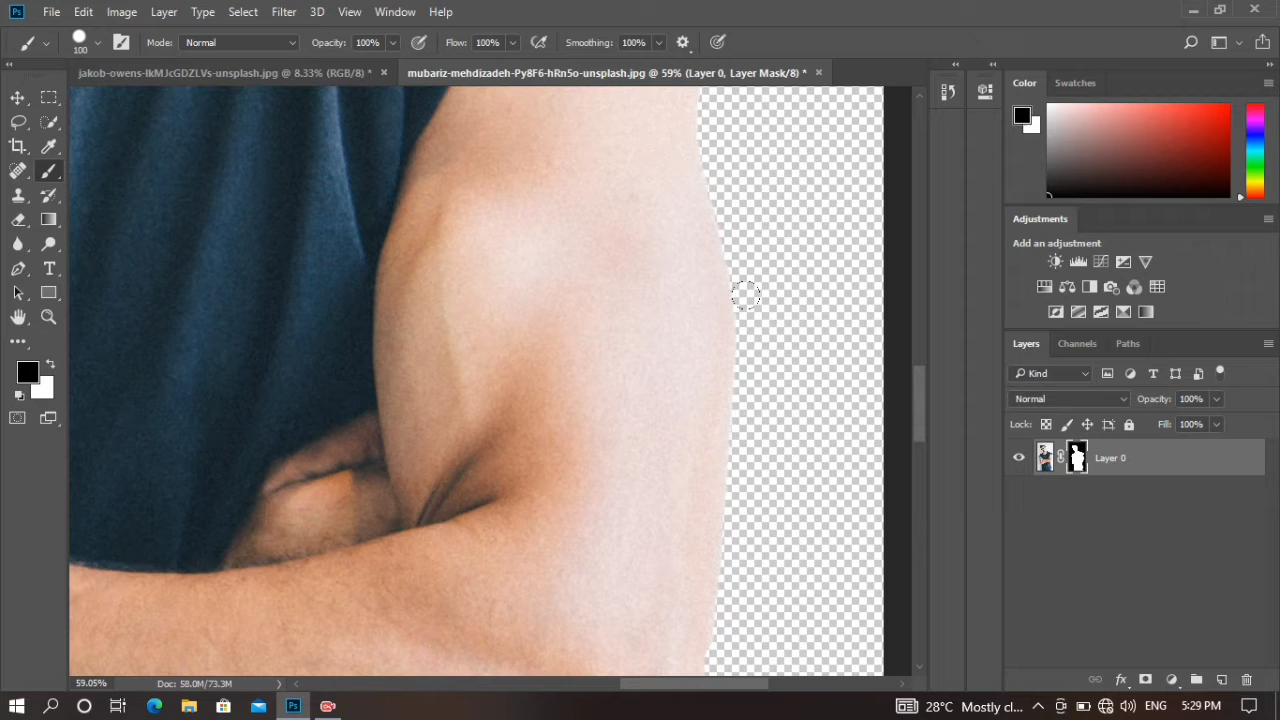 Ps File Edit Image Layer Type Select Filter 3D View Window Help
100 Mode: Normal Opacity: 100% Flow: 100% Smoothing: 100%
jakob-owens-lkMJcGDZLVs-unsplash.jpg @ 8.33% (RGB/8) * × mubariz-mehdizadeh-Py8F6-hRn5o-unsplash.jpg @ 59% (Layer 0, Layer Mask/8) * ×
Color Swatches
Adjustments
Add an adjustment
Layers Channels Paths
Kind
Normal Opacity: 100%
Lock: Fill: 100%
Layer 0
59.05% Doc: 58.0M/73.3M
Ps 28°C Mostly cl... ENG 5:29 PM